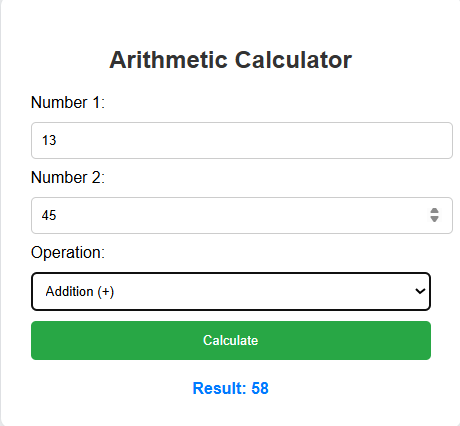 Arithmetic Calculator
Number 1:
13
Number 2:
45
Operation:
Addition (+)
Calculate
Result: 58